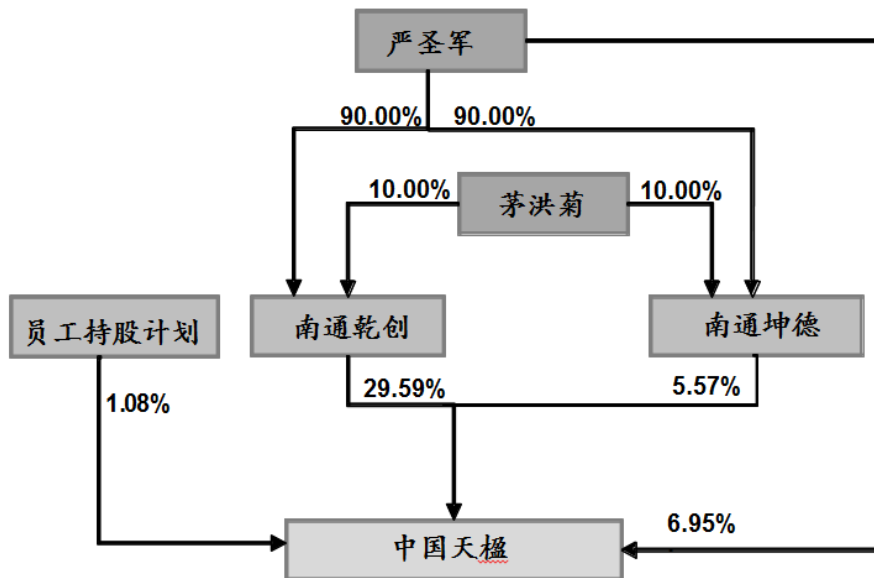 严圣军
90.00%
90.00%
10.00%
茅洪菊
10.00%
员工持股计划
南通乾创
南通坤德
1.08%
29.59%
5.57%
中国天楹
6.95%